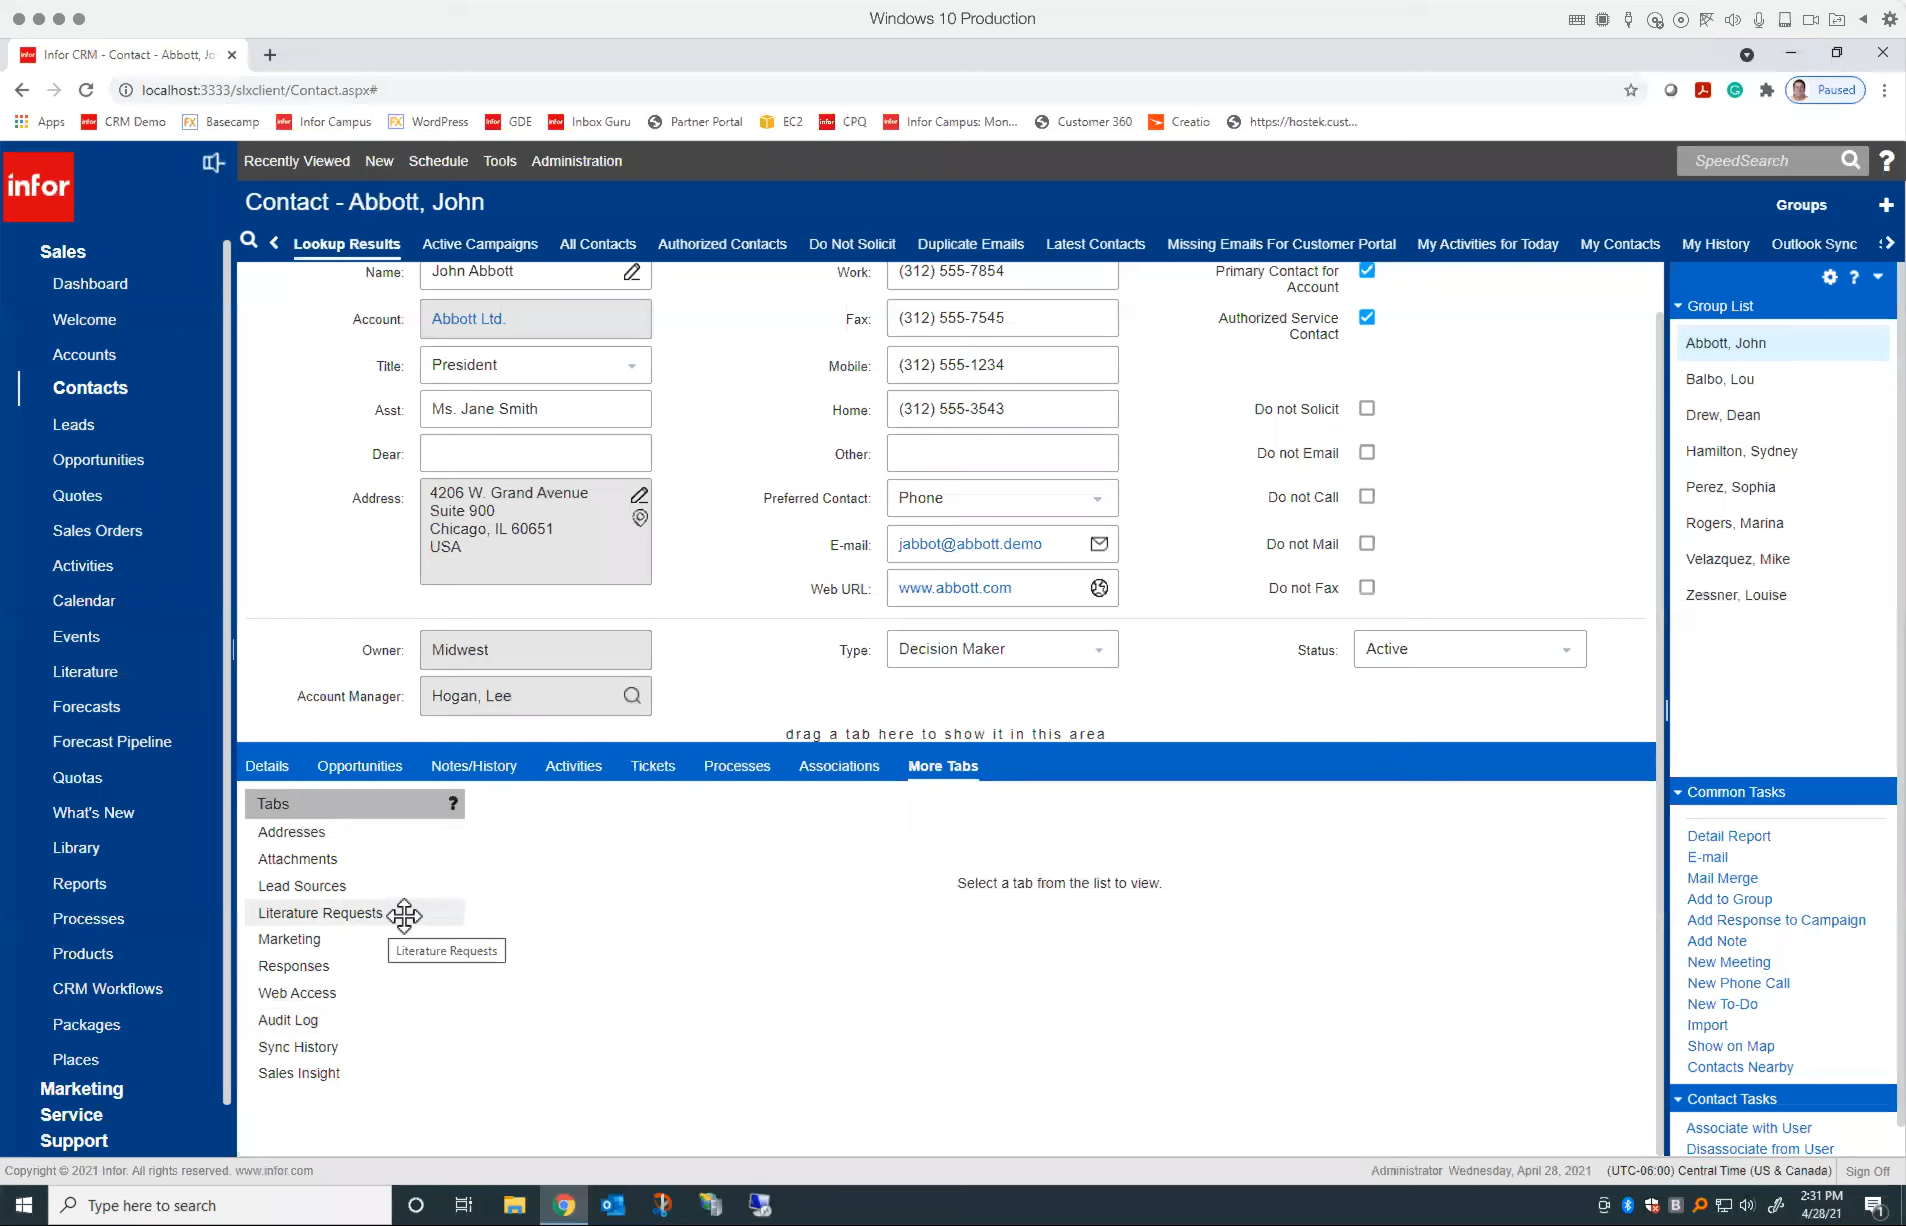 Windows 10 Production
infor Infor CRM - Contact - Abbott, Jo
localhost:3333/slxclient/Contact.aspx#
Paused
Apps infor CRM Demo FX Basecamp infor Infor Campus FX WordPress infor GDE infor Inbox Guru Partner Portal EC2 infor CPQ infor Infor Campus: Mon... Customer 360 Creatio https://hostek.cust...
infor
Recently Viewed New Schedule Tools Administration
SpeedSearch ?
Contact - Abbott, John
Groups
Lookup Results Active Campaigns All Contacts Authorized Contacts Do Not Solicit Duplicate Emails Latest Contacts Missing Emails For Customer Portal My Activities for Today My Contacts My History Outlook Sync
Sales
Dashboard
Welcome
Accounts
Contacts
Leads
Opportunities
Quotes
Sales Orders
Activities
Calendar
Events
Literature
Forecasts
Forecast Pipeline
Quotas
What's New
Library
Reports
Processes
Products
CRM Workflows
Packages
Places
Marketing
Service
Support
Name: John Abbott
Account: Abbott Ltd.
Title: President
Asst: Ms. Jane Smith
Dear:
Address: 4206 W. Grand Avenue
Suite 900
Chicago, IL 60651
USA
Work: (312) 555-7854
Fax: (312) 555-7545
Mobile: (312) 555-1234
Home: (312) 555-3543
Other:
Preferred Contact: Phone
E-mail: jabbot@abbott.demo
Web URL: www.abbott.com
Primary Contact for
Account
Authorized Service
Contact
Do not Solicit
Do not Email
Do not Call
Do not Mail
Do not Fax
Owner: Midwest
Type: Decision Maker
Status: Active
Account Manager: Hogan, Lee
drag a tab here to show it in this area
Details Opportunities Notes/History Activities Tickets Processes Associations More Tabs
Tabs ?
Addresses
Attachments
Lead Sources
Literature Requests
Marketing
Literature Requests
Responses
Web Access
Audit Log
Sync History
Sales Insight
Select a tab from the list to view.
?
Group List
Abbott, John
Balbo, Lou
Drew, Dean
Hamilton, Sydney
Perez, Sophia
Rogers, Marina
Velazquez, Mike
Zessner, Louise
Common Tasks
Detail Report
E-mail
Mail Merge
Add to Group
Add Response to Campaign
Add Note
New Meeting
New Phone Call
New To-Do
Import
Show on Map
Contacts Nearby
Contact Tasks
Associate with User
Disassociate from User
Copyright © 2021 Infor. All rights reserved. www.infor.com
Administrator Wednesday, April 28, 2021 (UTC-06:00) Central Time (US & Canada) Sign Off
Type here to search
2:31 PM
4/28/21
1